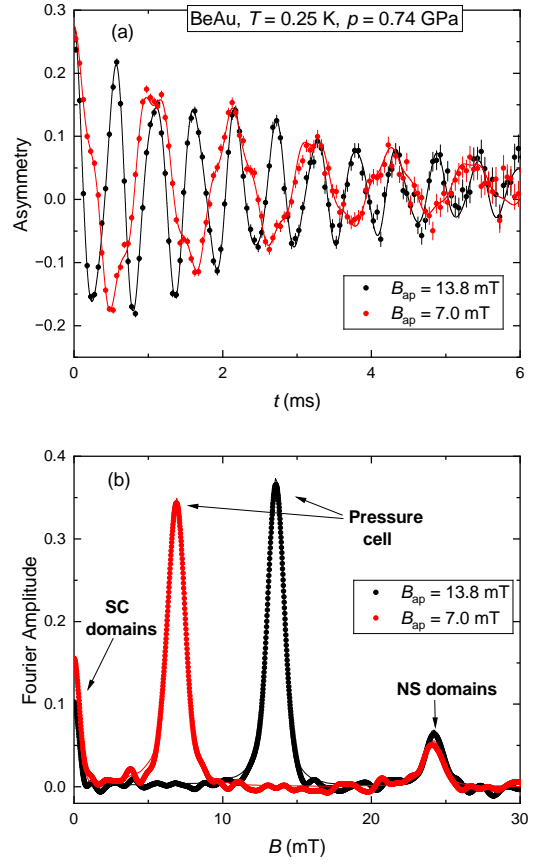 BeAu, T = 0.25 K, p = 0.74 GPa
(a)
0.3
0.2
0.1
0.0
−0.1
−0.2
Asymmetry
B_ap = 13.8 mT
B_ap = 7.0 mT
0 2 4 6
t (ms)
(b)
0.4
0.3
0.2
0.1
0.0
Fourier Amplitude
Pressure
cell
SC
domains
B_ap = 13.8 mT
B_ap = 7.0 mT
NS domains
0 10 20 30
B (mT)